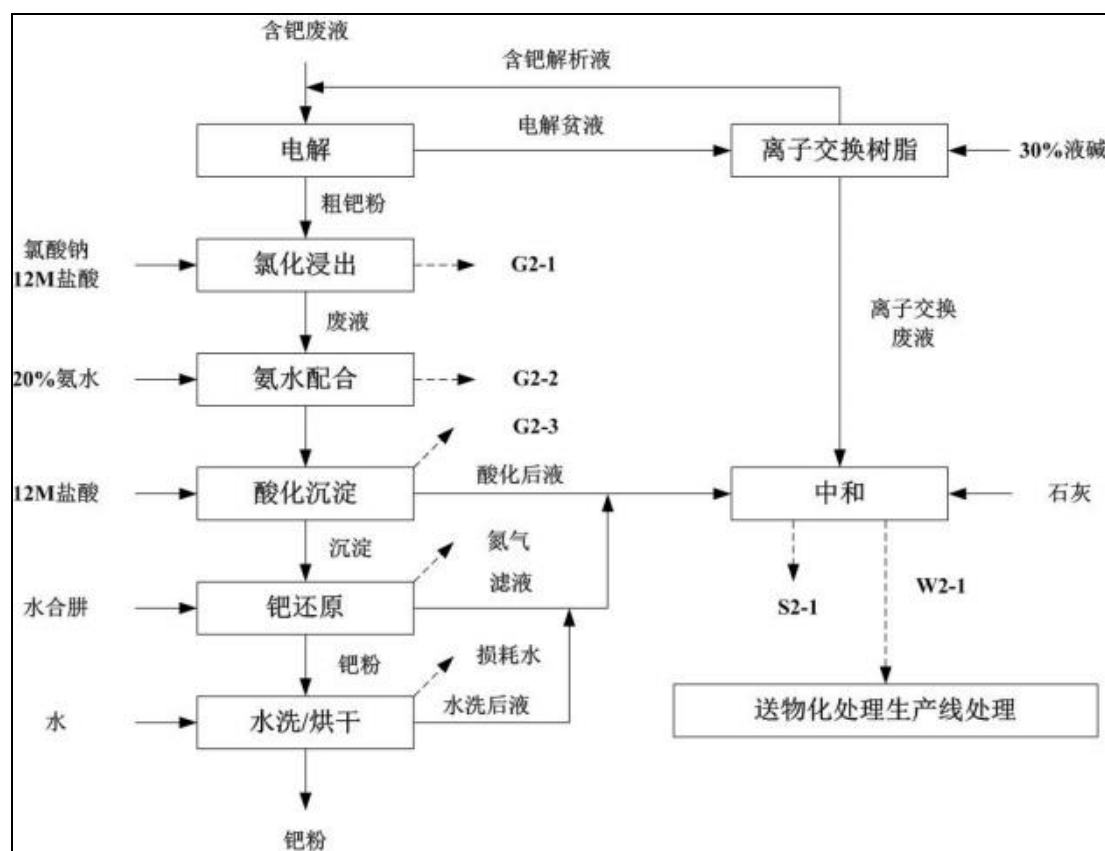 含钯废液
含钯解析液
电解
电解贫液
离子交换树脂
30%液碱
粗钯粉
氯酸钠
12M盐酸
氯化浸出
G2-1
废液
离子交换
废液
20%氨水
氨水配合
G2-2
G2-3
12M盐酸
酸化沉淀
酸化后液
中和
石灰
沉淀
氮气
滤液
水合肼
钯还原
S2-1
W2-1
钯粉
损耗水
水
水洗/烘干
水洗后液
送物化处理生产线处理
钯粉